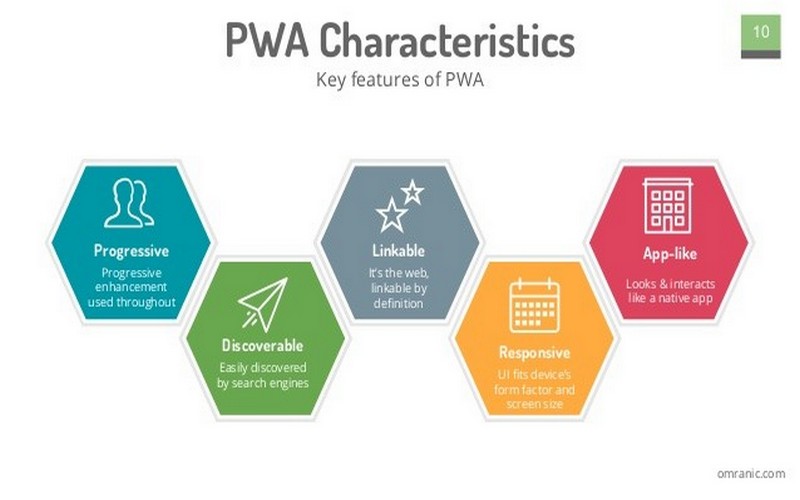 PWA Characteristics
10
Key features of PWA
Progressive
Progressive
enhancement
used throughout
Discoverable
Easily discovered
by search engines
Linkable
It's the web,
linkable by
definition
Responsive
UI fits device's
form factor and
screen size
App-like
Looks & interacts
like a native app
omranic.com